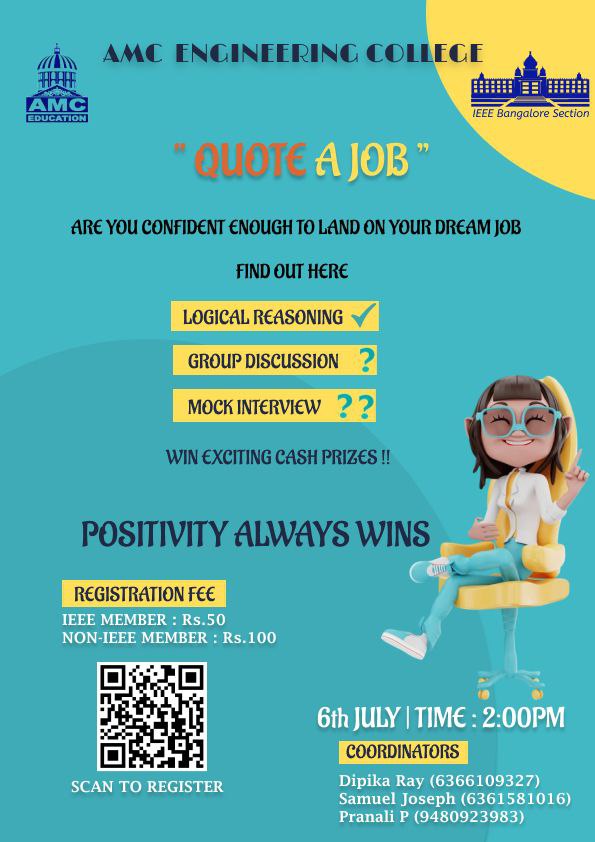 AMC ENGINEERING COLLEGE
AMC
EDUCATION
IEEE Bangalore Section
" QUOTE A JOB "
ARE YOU CONFIDENT ENOUGH TO LAND ON YOUR DREAM JOB
FIND OUT HERE
LOGICAL REASONING ✓
GROUP DISCUSSION ?
MOCK INTERVIEW ??
WIN EXCITING CASH PRIZES !!
POSITIVITY ALWAYS WINS
REGISTRATION FEE
IEEE MEMBER : Rs.50
NON-IEEE MEMBER : Rs.100
SCAN TO REGISTER
6th JULY | TIME : 2:00PM
COORDINATORS
Dipika Ray (6366109327)
Samuel Joseph (6361581016)
Pranali P (9480923983)